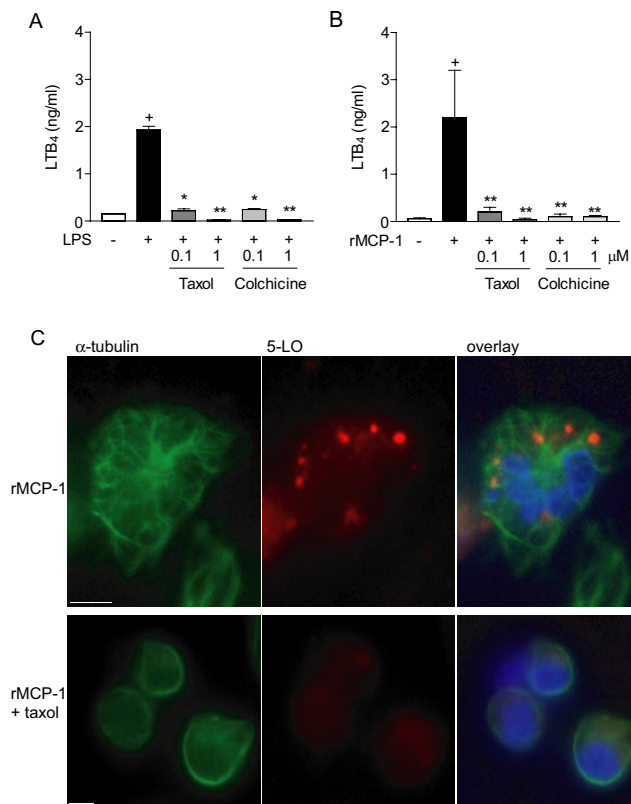 A
4
3
2
1
0
LTB4 (ng/ml)
+
*
**
*
**
LPS - + + + + +
0.1 1 0.1 1
Taxol Colchicine
B
4
3
2
1
0
LTB4 (ng/ml)
+
**
**
**
**
rMCP-1 - + + + + +
0.1 1 0.1 1 μM
Taxol Colchicine
C
α-tubulin 5-LO overlay
rMCP-1
rMCP-1
+ taxol